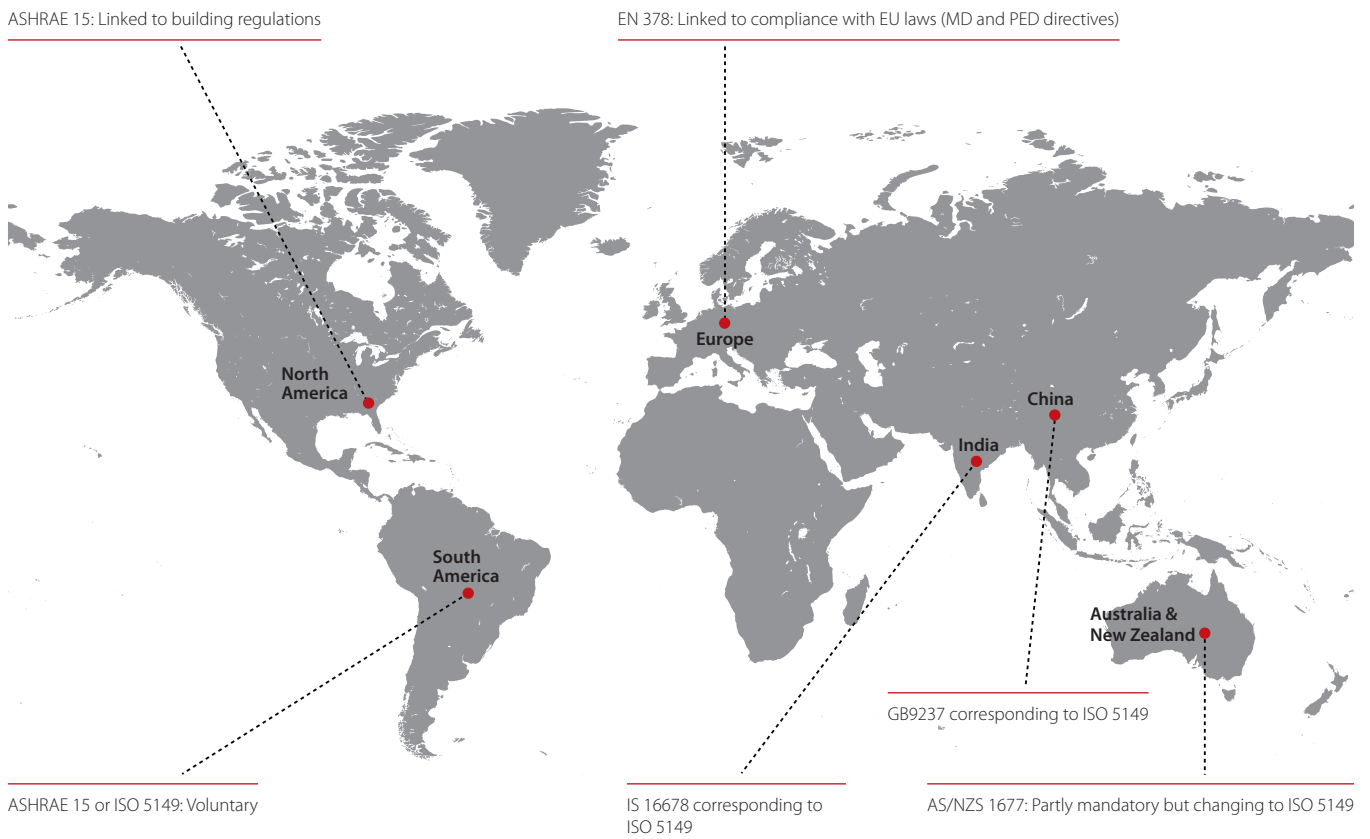 ASHRAE 15: Linked to building regulations
EN 378: Linked to compliance with EU laws (MD and PED directives)
Europe
North
America
China
India
South
America
Australia &
New Zealand
GB9237 corresponding to ISO 5149
ASHRAE 15 or ISO 5149: Voluntary
IS 16678 corresponding to
ISO 5149
AS/NZS 1677: Partly mandatory but changing to ISO 5149